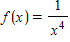 f(x) = 1/x⁴